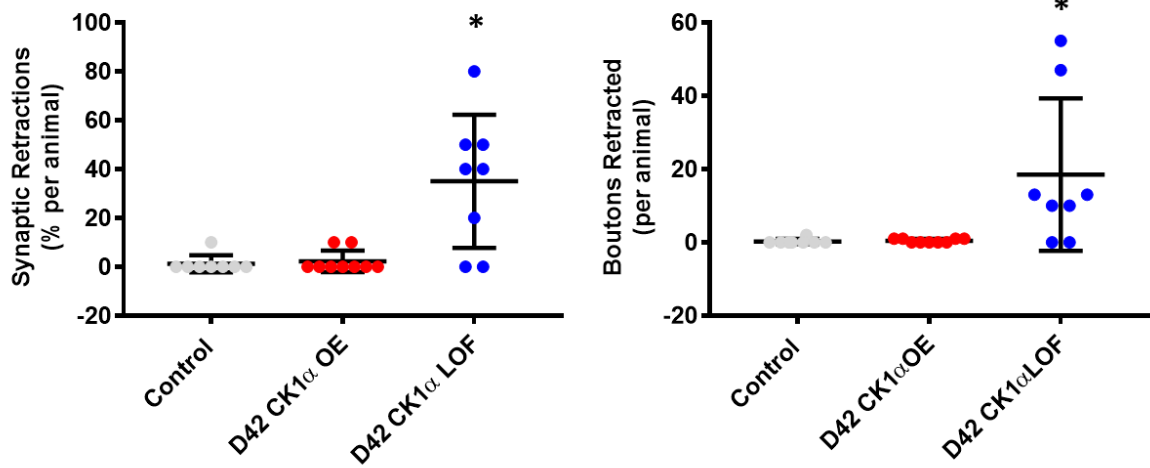 *
100
80
60
40
20
0
-20
Synaptic Retractions
(% per animal)
Control
D42 CK1α OE
D42 CK1α LOF
*
60
40
20
0
-20
Boutons Retracted
(per animal)
Control
D42 CK1αOE
D42 CK1αLOF